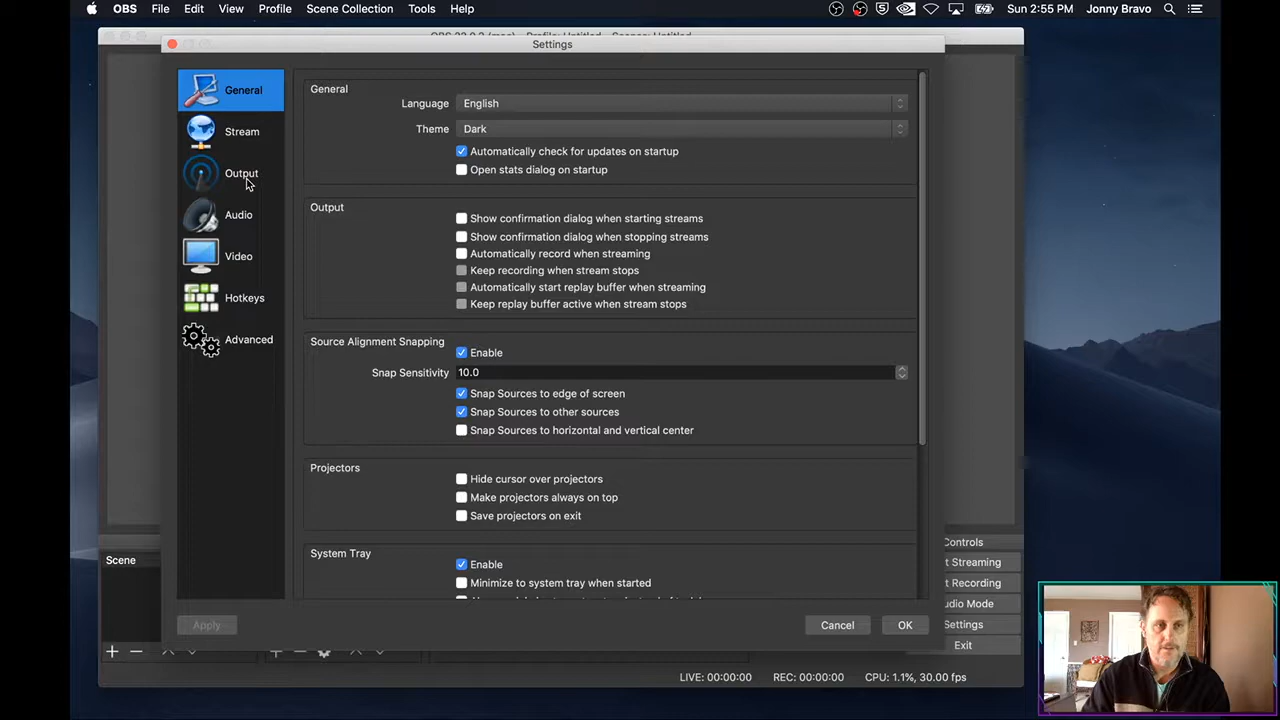 OBS File Edit View Profile Scene Collection Tools Help Sun 2:55 PM Jonny Bravo
Settings
General
Stream
Output
Audio
Video
Hotkeys
Advanced
General
Language English
Theme Dark
Automatically check for updates on startup
Open stats dialog on startup
Output
Show confirmation dialog when starting streams
Show confirmation dialog when stopping streams
Automatically record when streaming
Keep recording when stream stops
Automatically start replay buffer when streaming
Keep replay buffer active when stream stops
Source Alignment Snapping
Enable
Snap Sensitivity 10.0
Snap Sources to edge of screen
Snap Sources to other sources
Snap Sources to horizontal and vertical center
Projectors
Hide cursor over projectors
Make projectors always on top
Save projectors on exit
System Tray
Enable
Minimize to system tray when started
Apply
Cancel
OK
Scene
Controls
t Streaming
t Recording
udio Mode
Settings
Exit
LIVE: 00:00:00 REC: 00:00:00 CPU: 1.1%, 30.00 fps